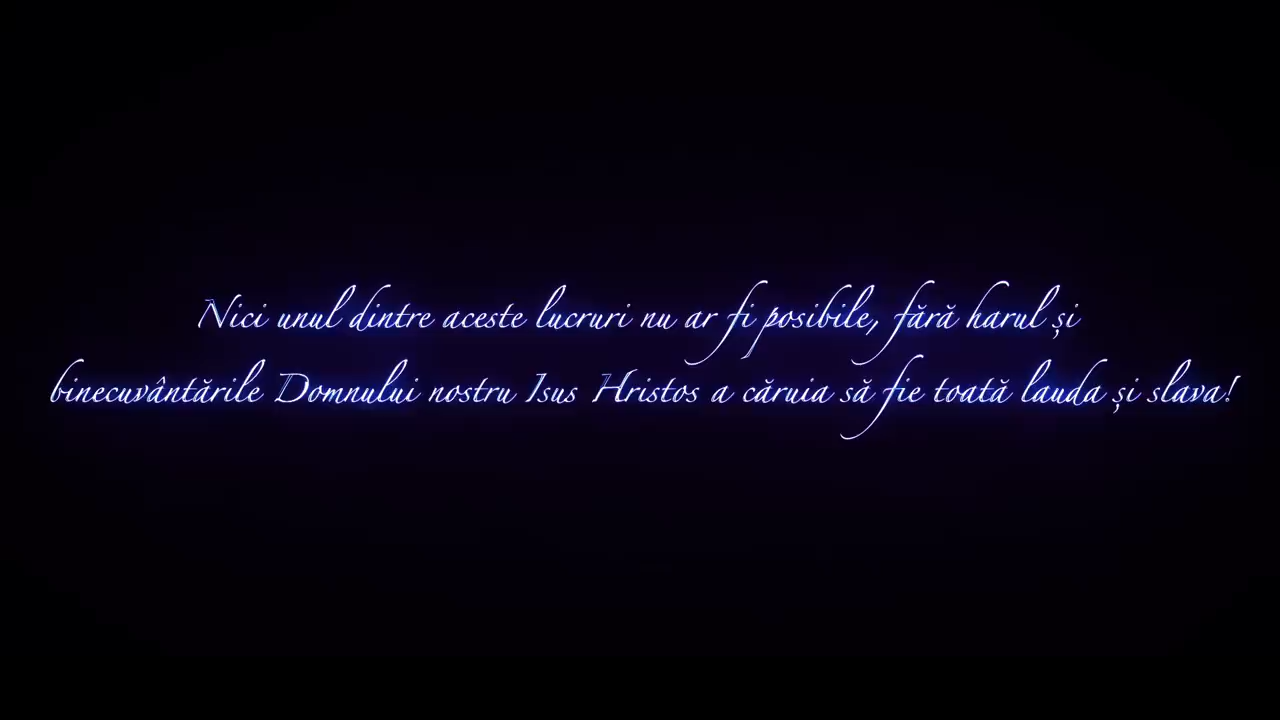 Nici unul dintre aceste lucruri nu ar fi posibile, fără harul și
binecuvântările Domnului nostru Isus Hristos a căruia să fie toată lauda și slava!